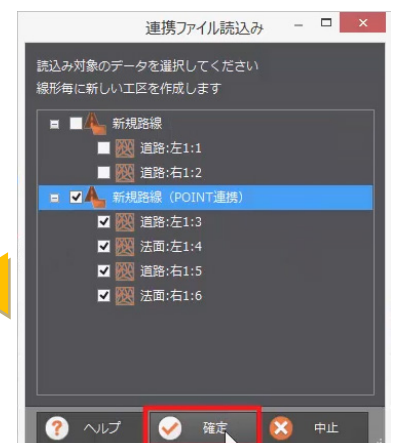 連携ファイル読込み
読込み対象のデータを選択してください
線形毎に新しい工区を作成します
新規路線
道路:左1:1
道路:右1:2
新規路線（POINT連携）
道路:左1:3
法面:左1:4
道路:右1:5
法面:右1:6
ヘルプ 確定 中止